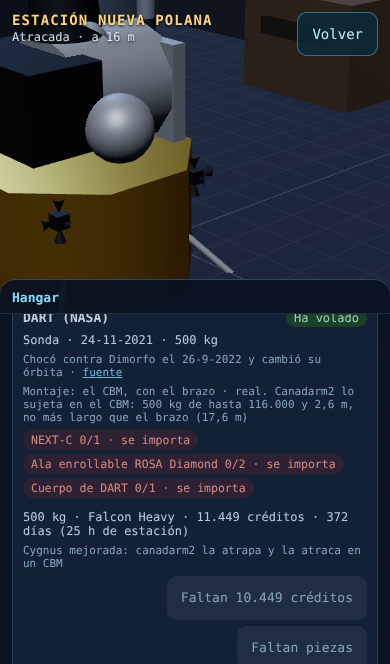 ESTACIÓN NUEVA POLANA
Atracada · a 16 m
Volver
Hangar
DART (NASA)
Ha volado
Sonda · 24-11-2021 · 500 kg
Chocó contra Dimorfo el 26-9-2022 y cambió su
órbita · fuente
Montaje: el CBM, con el brazo · real. Canadarm2 lo
sujeta en el CBM: 500 kg de hasta 116.000 y 2,6 m,
no más largo que el brazo (17,6 m)
NEXT-C 0/1 · se importa
Ala enrollable ROSA Diamond 0/2 · se importa
Cuerpo de DART 0/1 · se importa
500 kg · Falcon Heavy · 11.449 créditos · 372
días (25 h de estación)
Cygnus mejorada: canadarm2 la atrapa y la atraca en
un CBM
Faltan 10.449 créditos
Faltan piezas